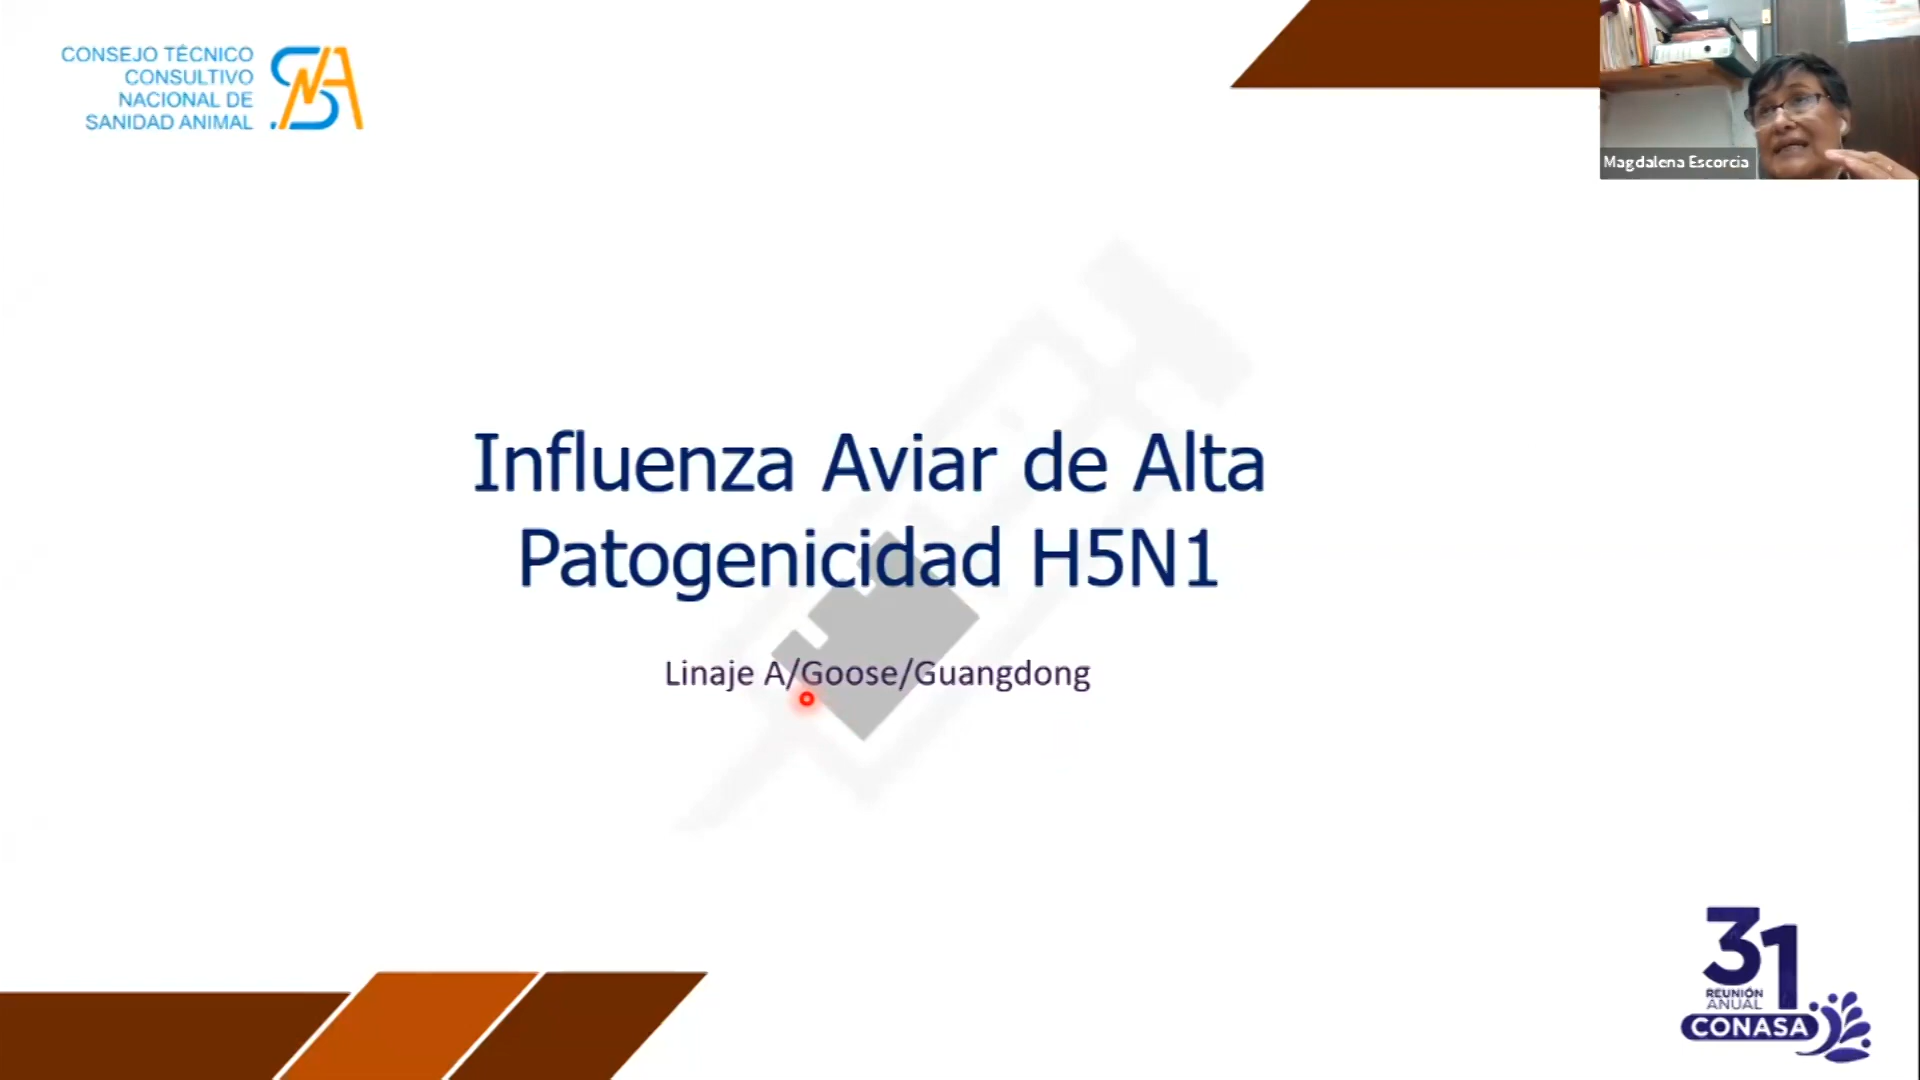 CONSEJO TÉCNICO
CONSULTIVO
NACIONAL DE
SANIDAD ANIMAL
Magdalena Escorcia
Influenza Aviar de Alta
Patogenicidad H5N1
Linaje A/Goose/Guangdong
31
REUNIÓN
ANUAL
CONASA